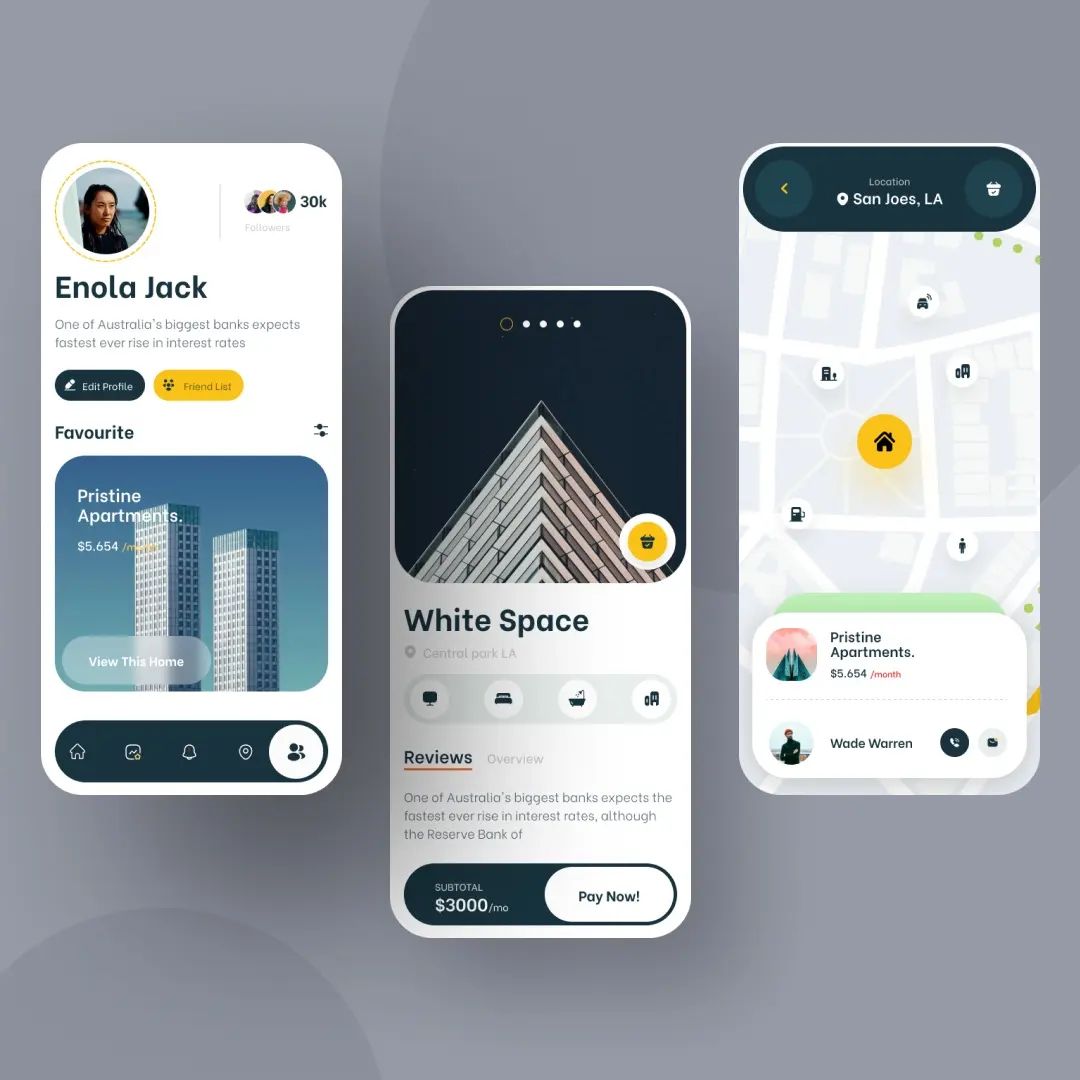 30k
Followers
Enola Jack
One of Australia's biggest banks expects
fastest ever rise in interest rates
Edit Profile
Friend List
Favourite
Pristine
Apartments.
$5.654 /month
View This Home
White Space
Central park LA
Reviews
Overview
One of Australia's biggest banks expects the
fastest ever rise in interest rates, although
the Reserve Bank of
SUBTOTAL
$3000/mo
Pay Now!
Location
San Joes, LA
Pristine
Apartments.
$5.654 /month
Wade Warren